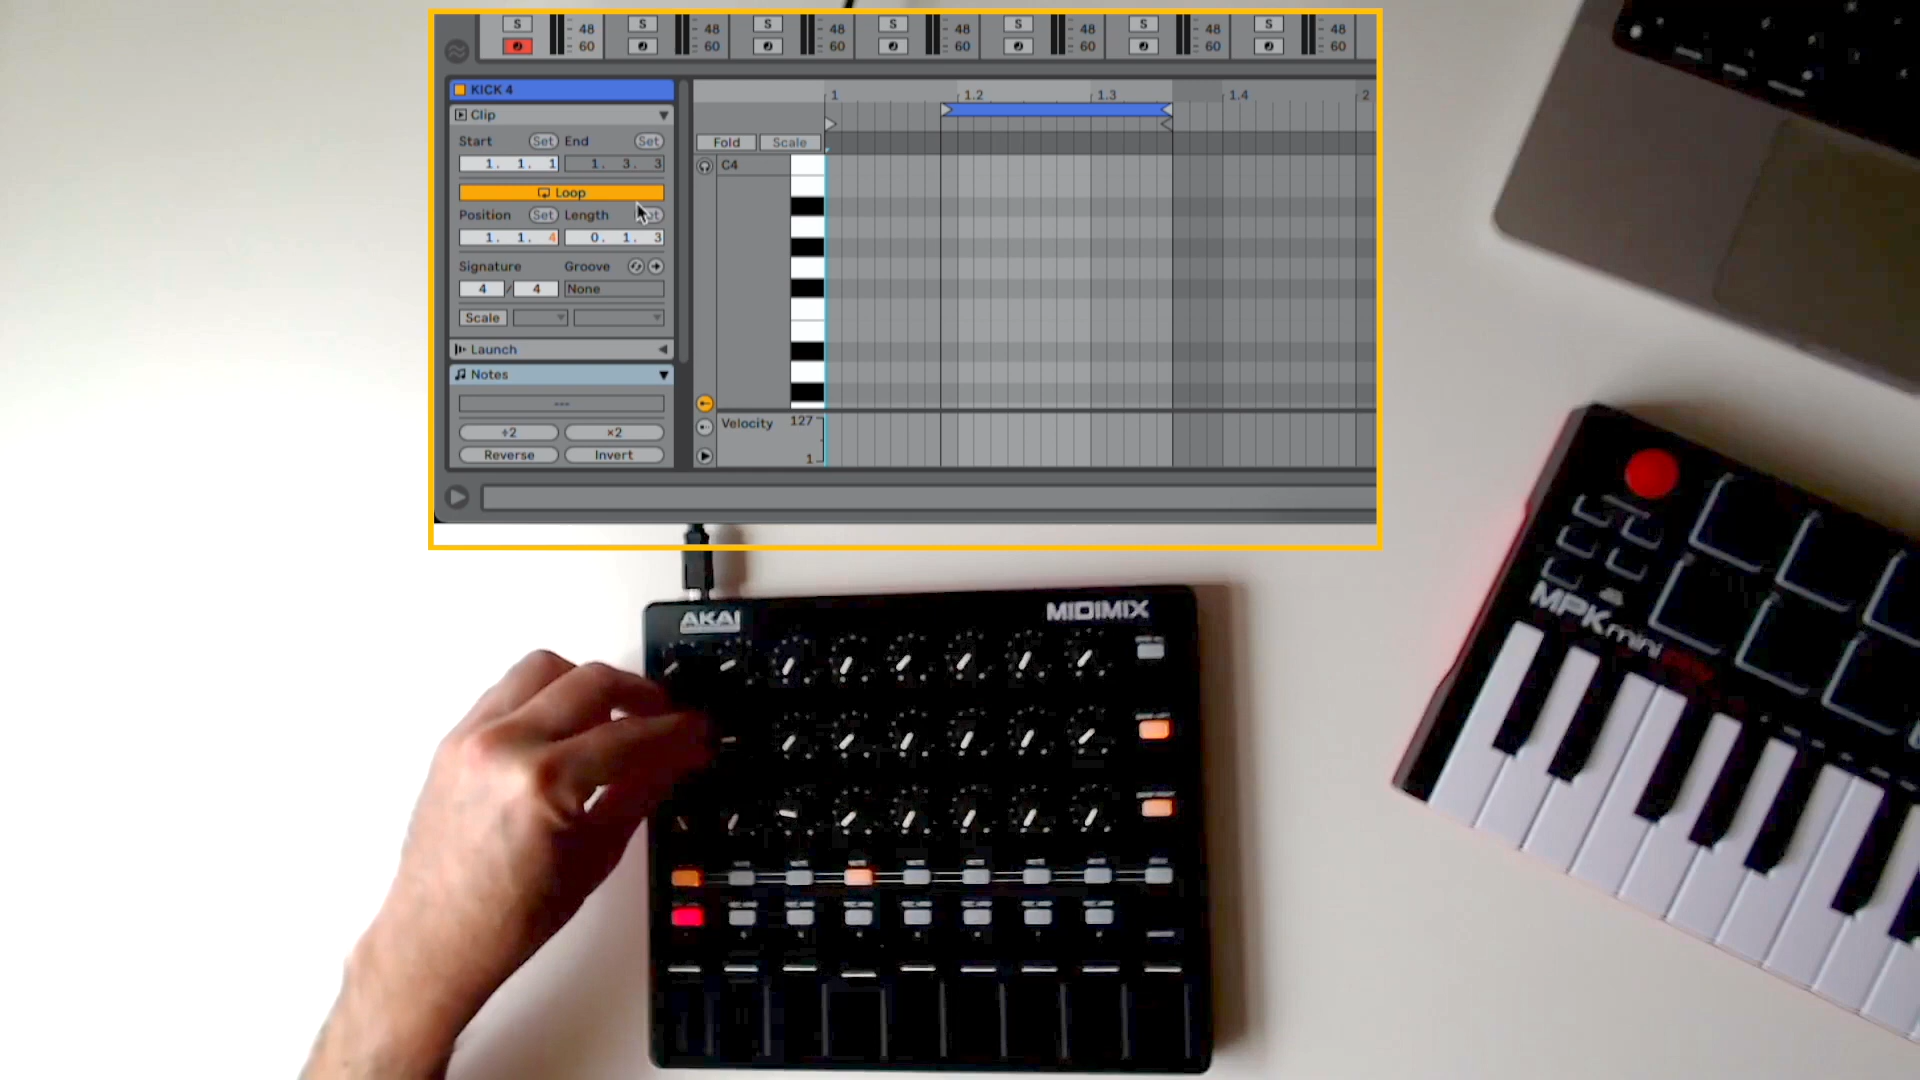 S S S S S S S
48 48 48 48 48 48 48
60 60 60 60 60 60 60
KICK 4
Clip
Start Set End Set
1. 1. 1 1. 3. 3
Loop
Position Set Length
1. 1. 4 0. 1. 3
Signature Groove
4 / 4 None
Scale
Launch
Notes
---
÷2 ×2
Reverse Invert
1 1.2 1.3 1.4 2
Fold Scale
C4
Velocity 127
1
AKAI
MIDIMIX
MPK mini